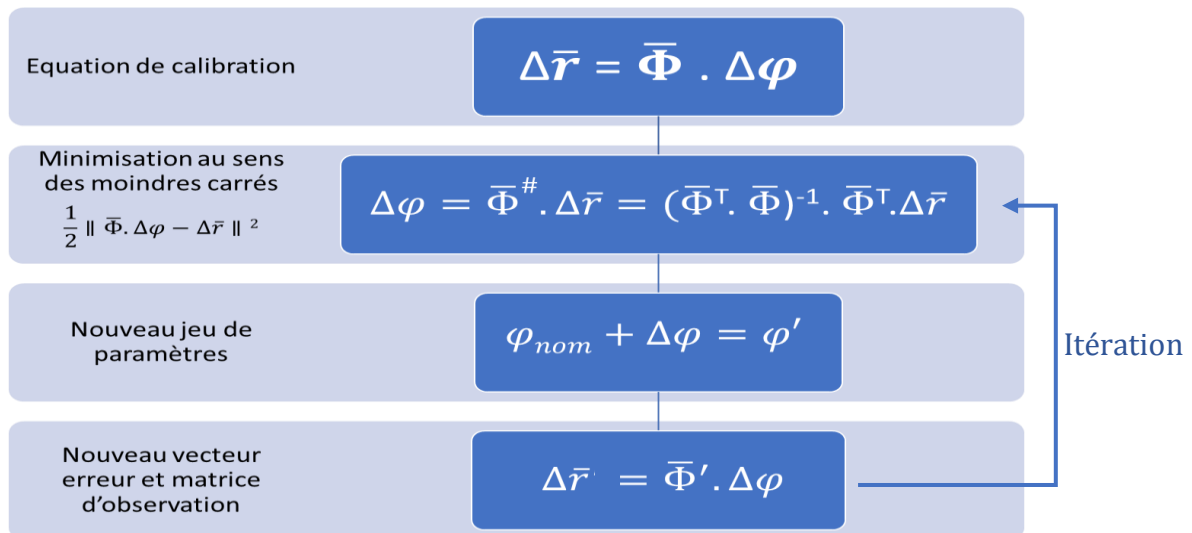 Equation de calibration
Δr̄ = Φ̄ . Δφ
Minimisation au sens
des moindres carrés
1/2 ‖ Φ̄. Δφ − Δr̄ ‖ ²
Δφ = Φ̄^#. Δr̄ = (Φ̄ᵀ. Φ̄)⁻¹. Φ̄ᵀ.Δr̄
Nouveau jeu de
paramètres
φ_nom + Δφ = φ′
Itération
Nouveau vecteur
erreur et matrice
d’observation
Δr̄ = Φ̄′. Δφ